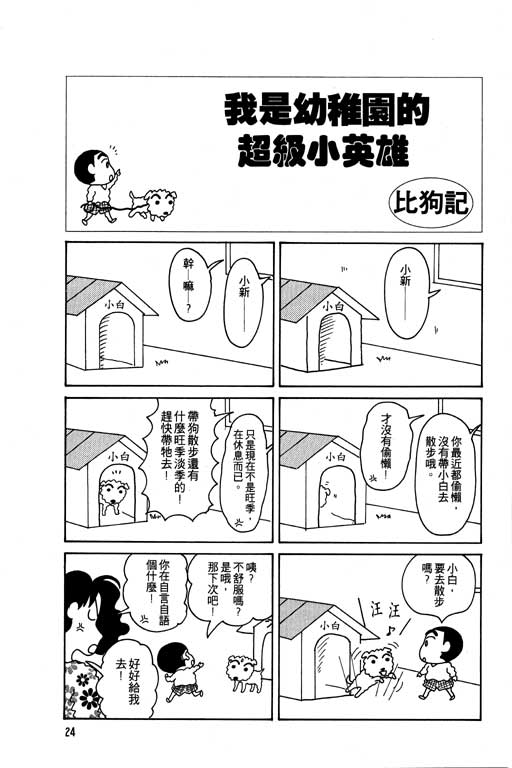 我是幼稚園的
超級小英雄
比狗記
小新——
小白
小新——
幹——嘛——？
小白
你最近都偷懶，
沒有帶小白去
散步哦。
才沒有偷懶！
小白
只是現在不是旺季，
在休息而已。
帶狗散步還有
什麼旺季淡季的！
趕快帶牠去！
小白
小白，
要去散步
嗎？
汪汪
小白
咦？
不舒服嗎？
是哦，
那下次吧！
你在自言自語
個什麼！
好好給我
去！
24